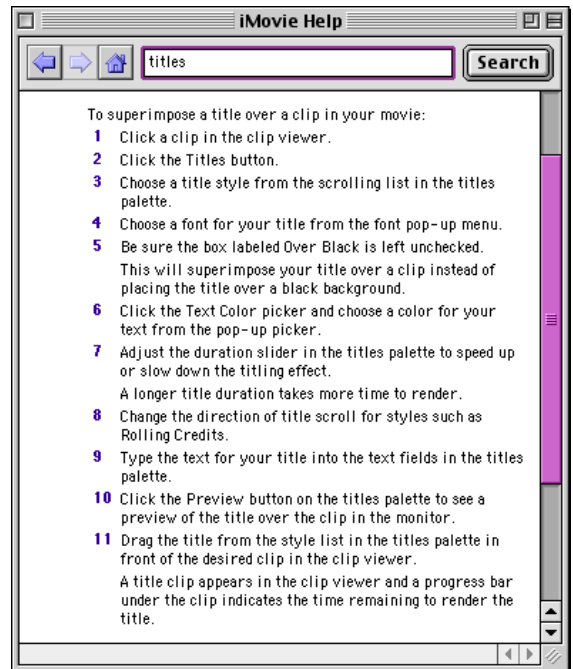 iMovie Help
titles
Search
To superimpose a title over a clip in your movie:
1 Click a clip in the clip viewer.
2 Click the Titles button.
3 Choose a title style from the scrolling list in the titles
palette.
4 Choose a font for your title from the font pop-up menu.
5 Be sure the box labeled Over Black is left unchecked.
This will superimpose your title over a clip instead of
placing the title over a black background.
6 Click the Text Color picker and choose a color for your
text from the pop-up picker.
7 Adjust the duration slider in the titles palette to speed up
or slow down the titling effect.
A longer title duration takes more time to render.
8 Change the direction of title scroll for styles such as
Rolling Credits.
9 Type the text for your title into the text fields in the titles
palette.
10 Click the Preview button on the titles palette to see a
preview of the title over the clip in the monitor.
11 Drag the title from the style list in the titles palette in
front of the desired clip in the clip viewer.
A title clip appears in the clip viewer and a progress bar
under the clip indicates the time remaining to render the
title.